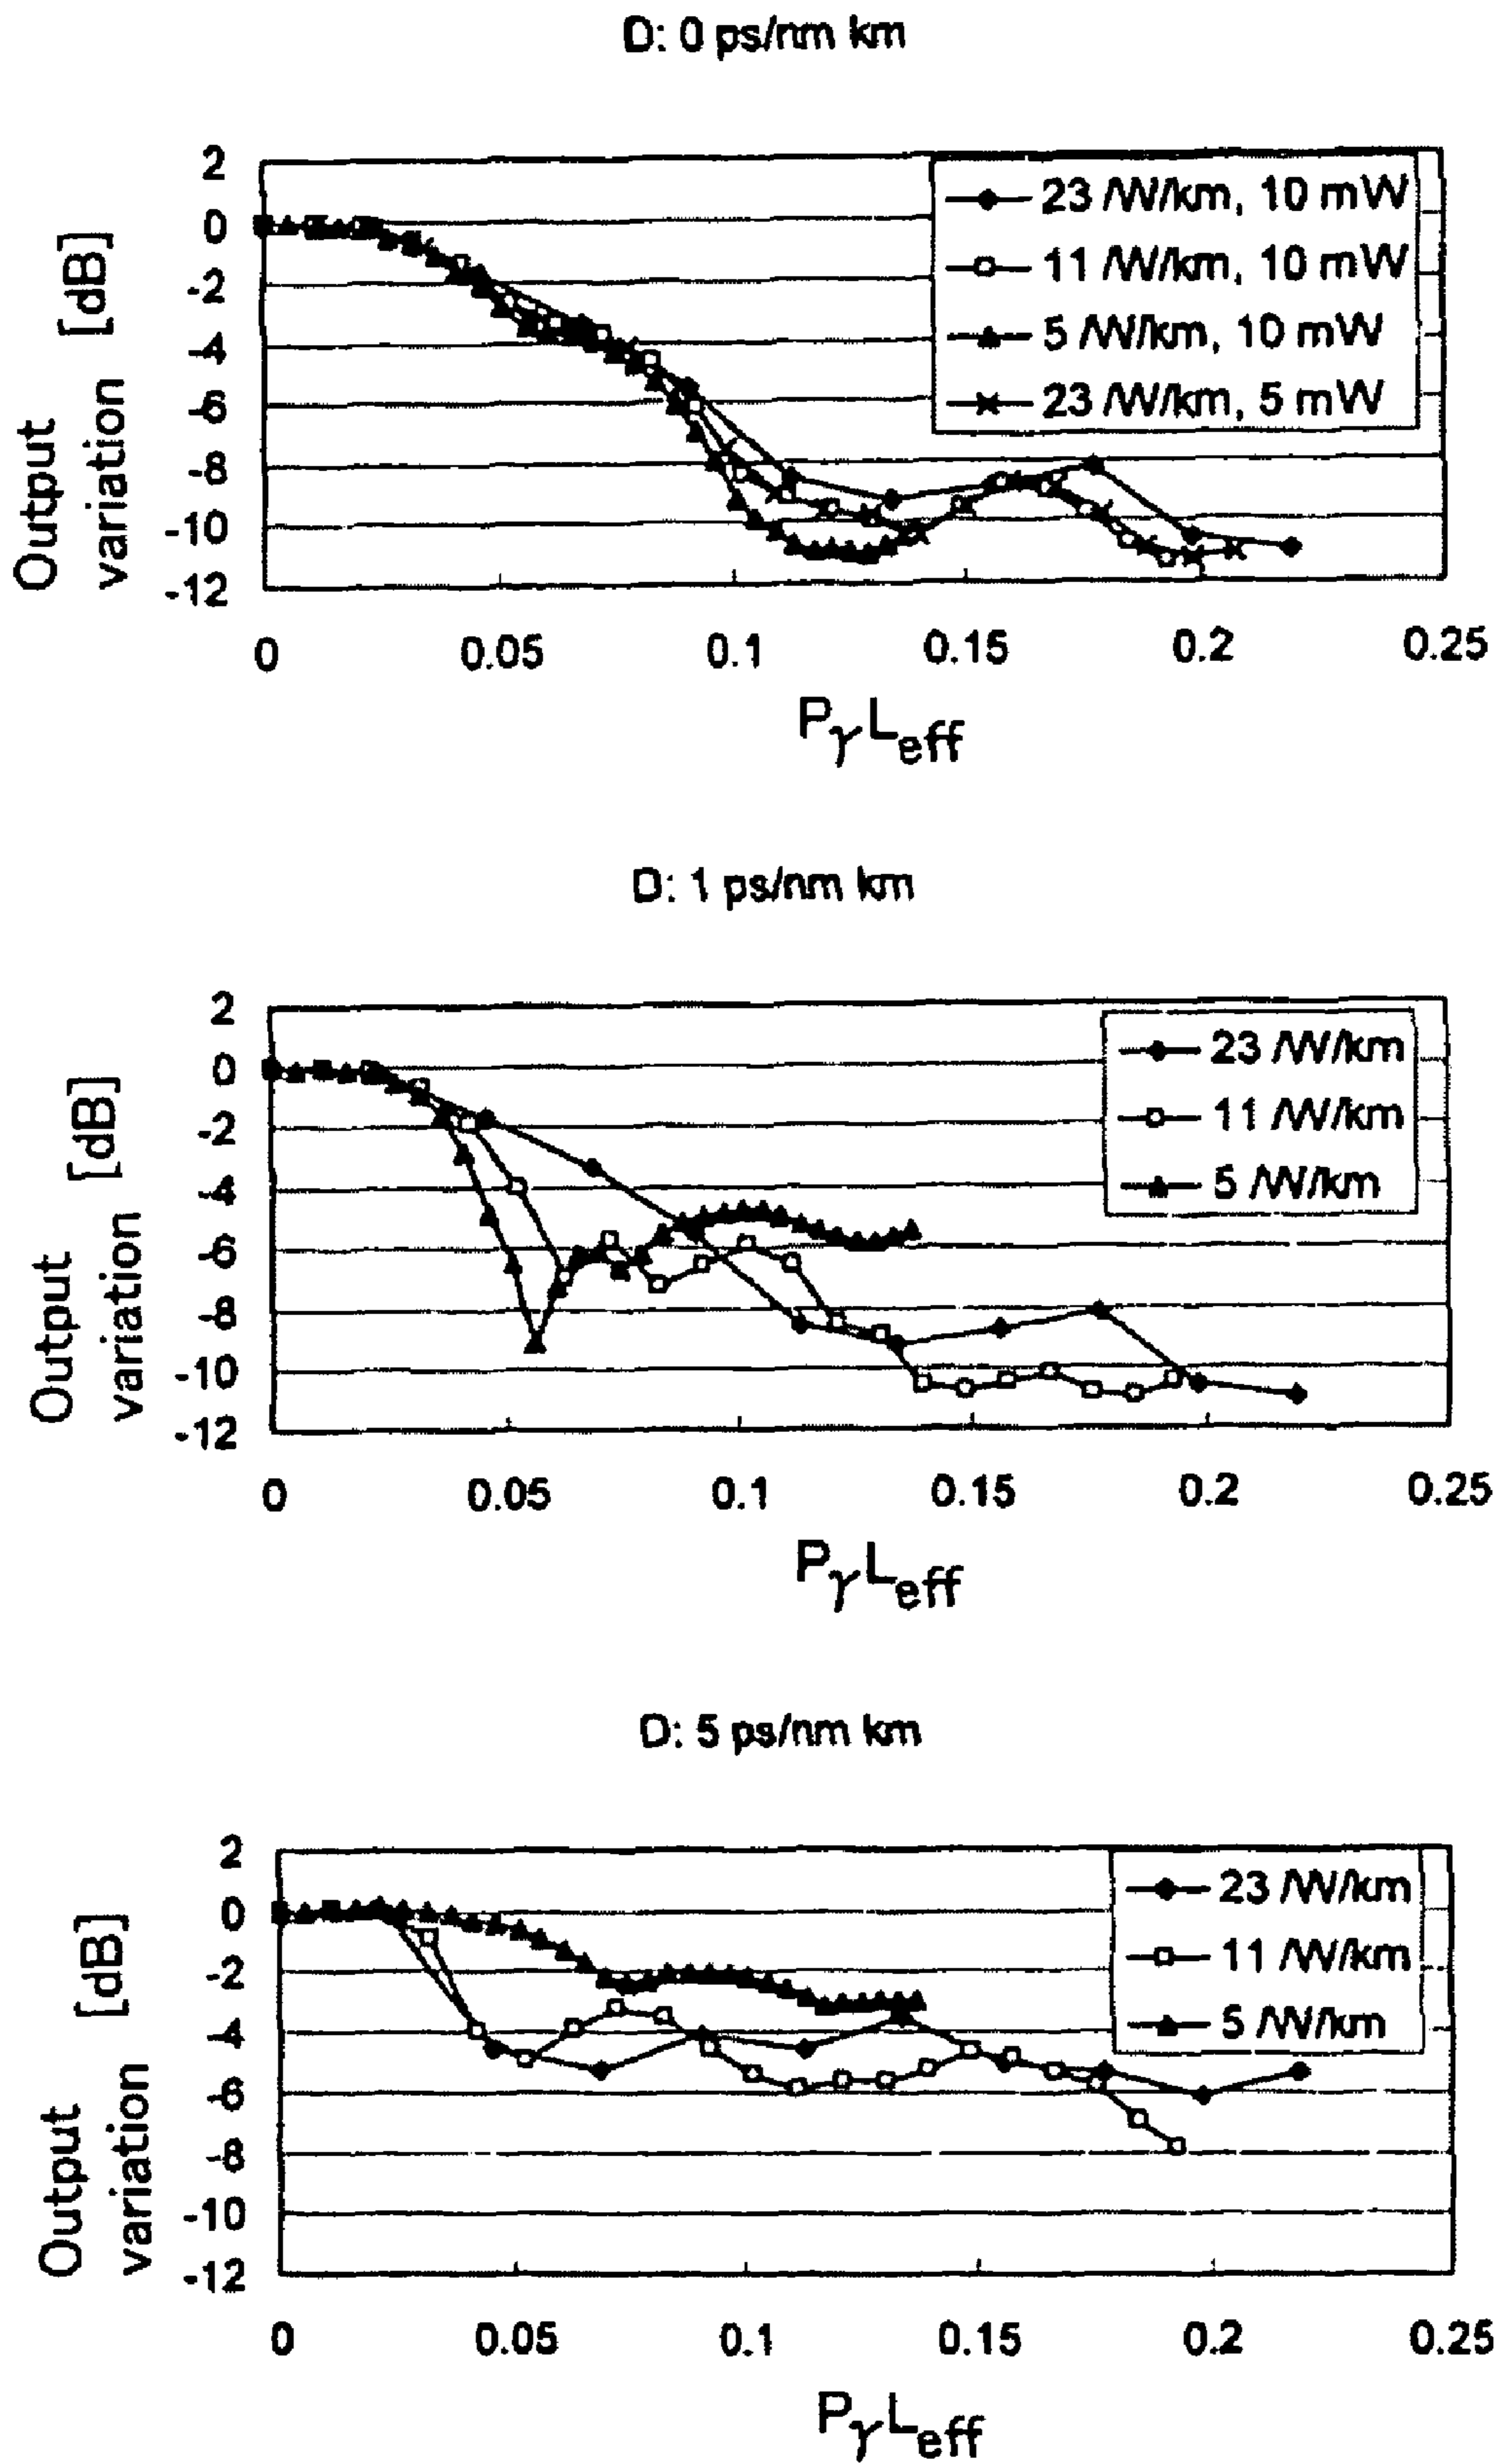 D: 0 ps/nm km
2
0
-2
-4
-6
-8
-10
-12
Output
variation [dB]
23 /W/km, 10 mW
11 /W/km, 10 mW
5 /W/km, 10 mW
23 /W/km, 5 mW
0 0.05 0.1 0.15 0.2 0.25
PγLeff
D: 1 ps/nm km
2
0
-2
-4
-6
-8
-10
-12
Output
variation [dB]
23 /W/km
11 /W/km
5 /W/km
0 0.05 0.1 0.15 0.2 0.25
PγLeff
D: 5 ps/nm km
2
0
-2
-4
-6
-8
-10
-12
Output
variation [dB]
23 /W/km
11 /W/km
5 /W/km
0 0.05 0.1 0.15 0.2 0.25
PγLeff